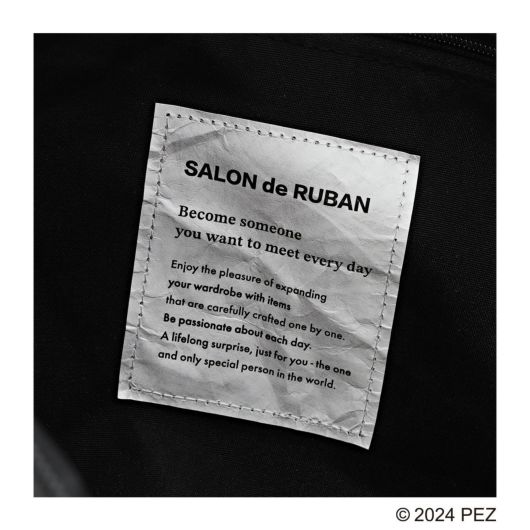 SALON de RUBAN
Become someone
you want to meet every day
Enjoy the pleasure of expanding
your wardrobe with items
that are carefully crafted one by one.
Be passionate about each day.
A lifelong surprise, just for you - the one
and only special person in the world.
© 2024 PEZ